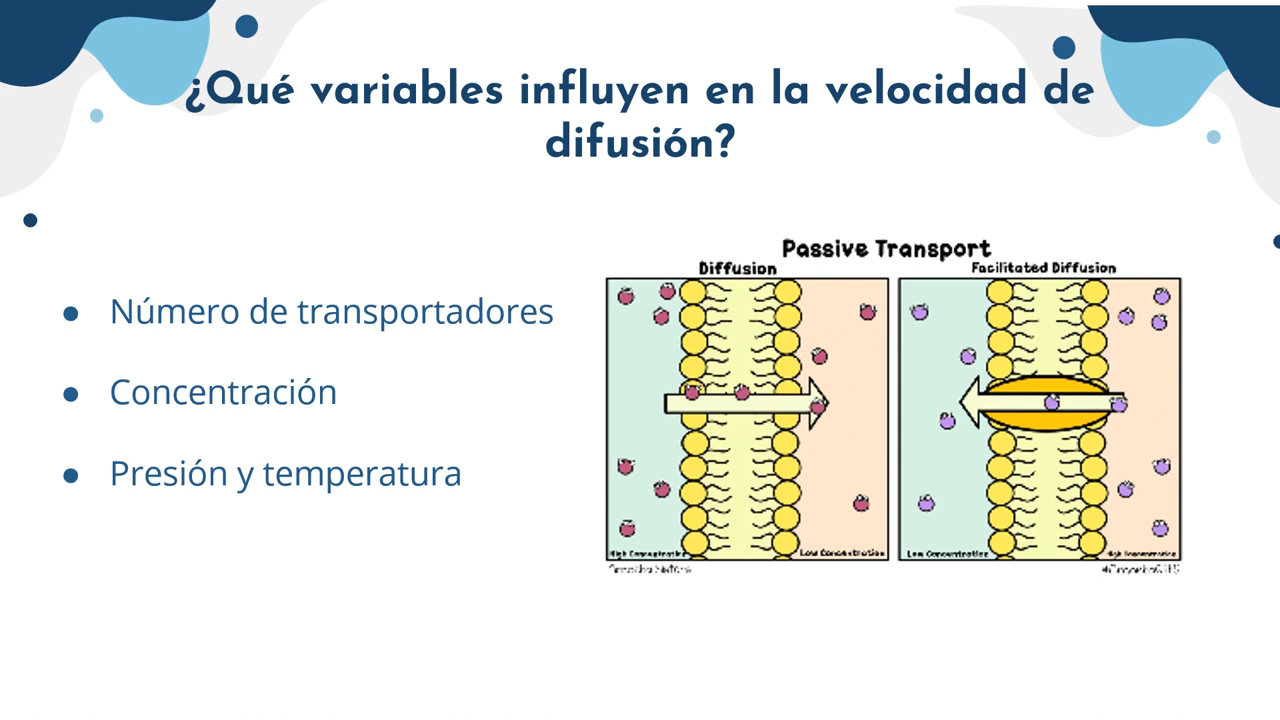 ¿Qué variables influyen en la velocidad de
difusión?
● Número de transportadores
● Concentración
● Presión y temperatura
Passive Transport
Diffusion
Facilitated Diffusion
High Concentration
Low Concentration
Low Concentration
High Concentration